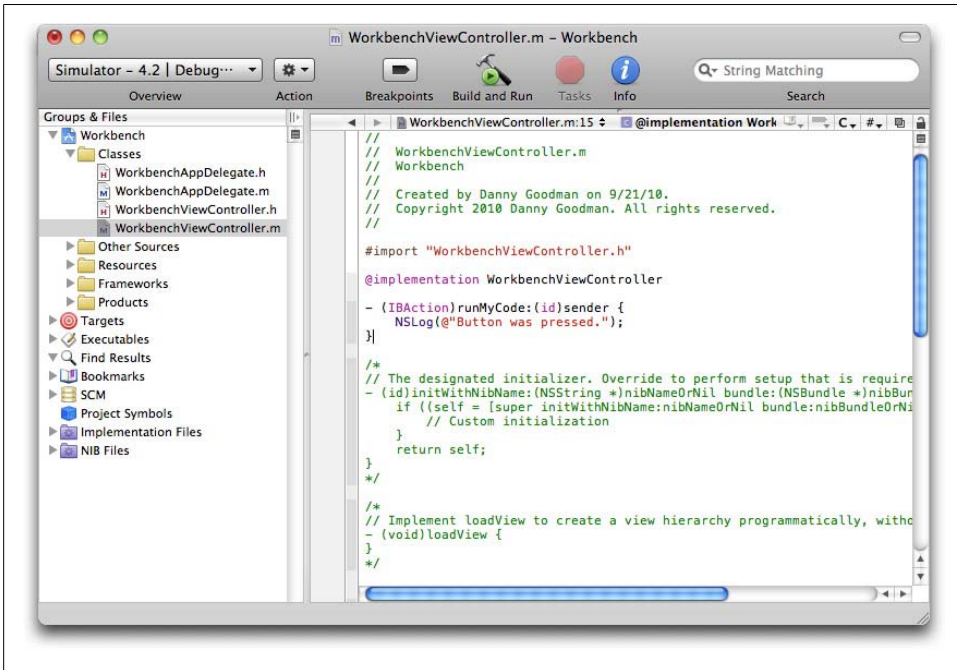 WorkbenchViewController.m – Workbench
Simulator – 4.2 | Debug···
String Matching
Overview
Action
Breakpoints
Build and Run
Tasks
Info
Search
Groups & Files
Workbench
Classes
WorkbenchAppDelegate.h
WorkbenchAppDelegate.m
WorkbenchViewController.h
WorkbenchViewController.m
Other Sources
Resources
Frameworks
Products
Targets
Executables
Find Results
Bookmarks
SCM
Project Symbols
Implementation Files
NIB Files
WorkbenchViewController.m:15
@implementation Work
C
#
//
//  WorkbenchViewController.m
//  Workbench
//
//  Created by Danny Goodman on 9/21/10.
//  Copyright 2010 Danny Goodman. All rights reserved.
//
#import "WorkbenchViewController.h"
@implementation WorkbenchViewController
- (IBAction)runMyCode:(id)sender {
    NSLog(@"Button was pressed.");
}
/*
// The designated initializer. Override to perform setup that is require
- (id)initWithNibName:(NSString *)nibNameOrNil bundle:(NSBundle *)nibBun
    if ((self = [super initWithNibName:nibNameOrNil bundle:nibBundleOrNi
        // Custom initialization
    }
    return self;
}
*/
/*
// Implement loadView to create a view hierarchy programmatically, witho
- (void)loadView {
}
*/